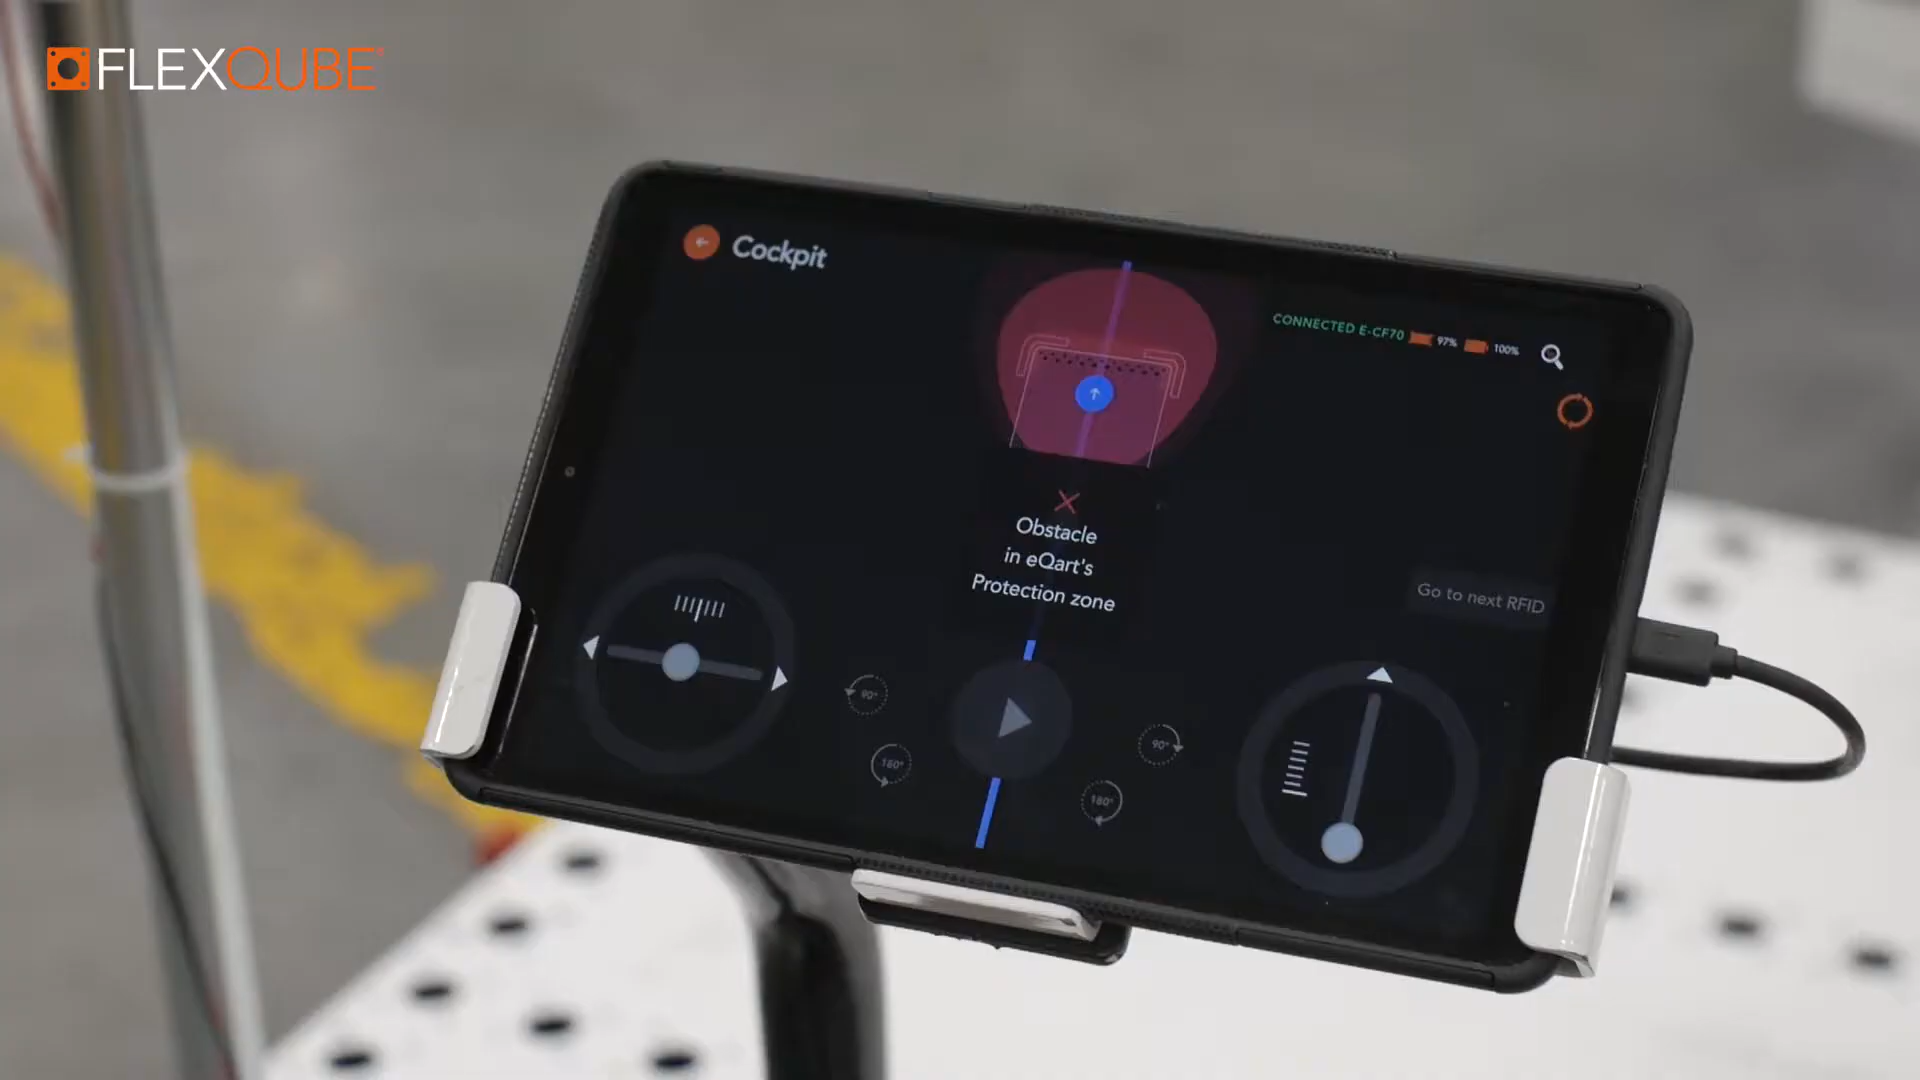 FLEXQUBE
Cockpit
CONNECTED E-CF70 97% 100%
Obstacle
in eQart's
Protection zone
Go to next RFID
90°
90°
180°
180°